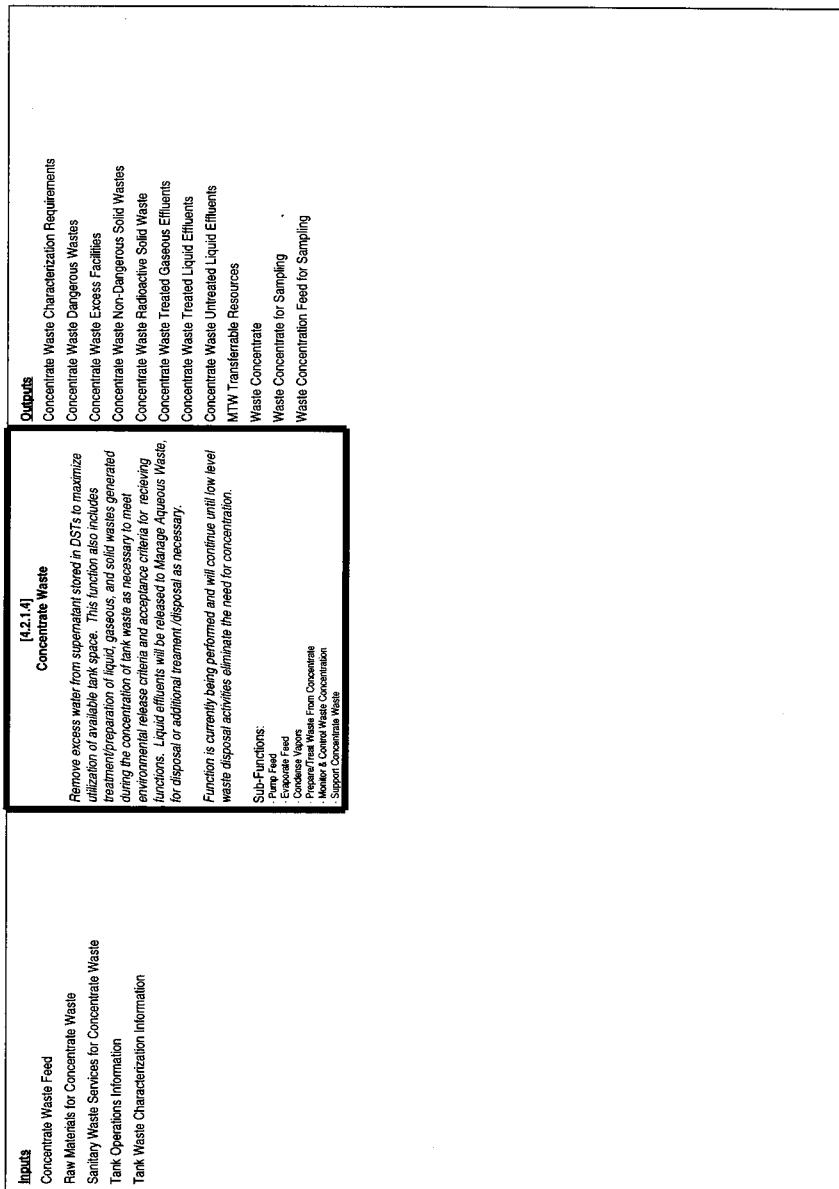 Inputs
Concentrate Waste Feed
Raw Materials for Concentrate Waste
Sanitary Waste Services for Concentrate Waste
Tank Operations Information
Tank Waste Characterization Information
[4.2.1.4]
Concentrate Waste
Remove excess water from supernatant stored in DSTs to maximize
utilization of available tank space. This function also includes
treatment/preparation of liquid, gaseous, and solid wastes generated
during the concentration of tank waste as necessary to meet
environmental release criteria and acceptance criteria for recieving
functions. Liquid effluents will be released to Manage Aqueous Waste,
for disposal or additional treament /disposal as necessary.
Function is currently being performed and will continue until low level
waste disposal activities eliminate the need for concentration.
Sub-Functions:
- Pump Feed
- Evaporate Feed
- Condense Vapors
- Prepare/Treat Waste From Concentrate
- Monitor & Control Waste Concentration
- Support Concentrate Waste
Outputs
Concentrate Waste Characterization Requirements
Concentrate Waste Dangerous Wastes
Concentrate Waste Excess Facilities
Concentrate Waste Non-Dangerous Solid Wastes
Concentrate Waste Radioactive Solid Waste
Concentrate Waste Treated Gaseous Effluents
Concentrate Waste Treated Liquid Effluents
Concentrate Waste Untreated Liquid Effluents
MTW Transferrable Resources
Waste Concentrate
Waste Concentrate for Sampling
Waste Concentration Feed for Sampling